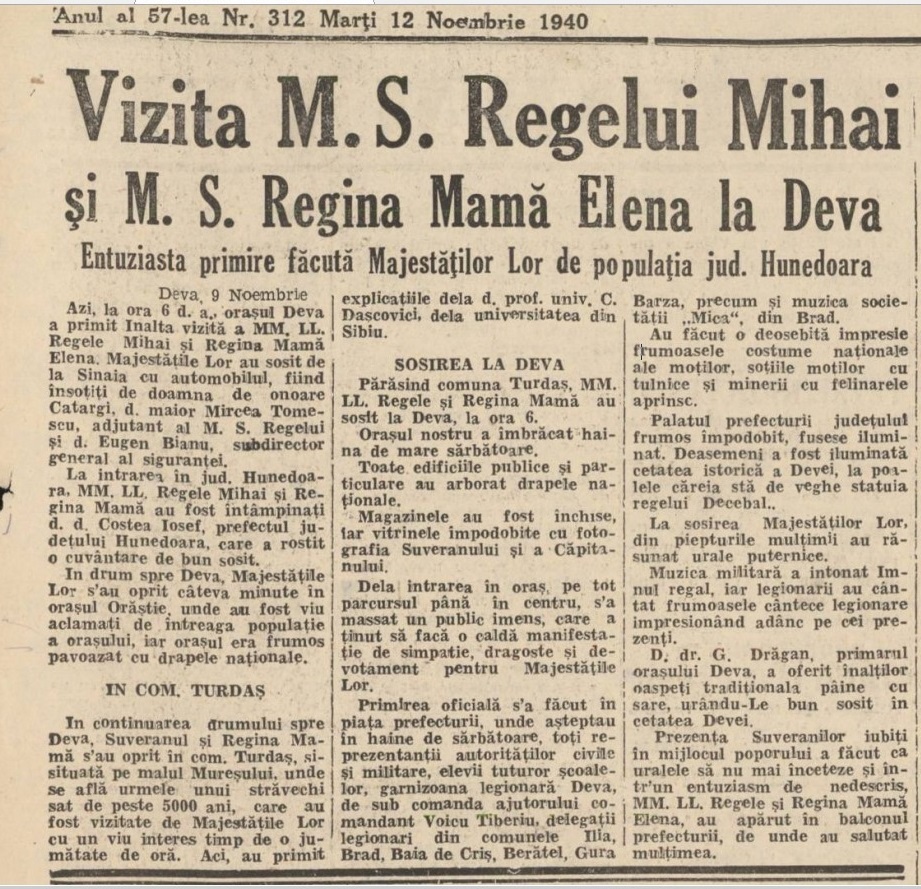 Anul al 57-lea Nr. 312 Marţi 12 Noembrie 1940
Vizita M. S. Regelui Mihai
şi M. S. Regina Mamă Elena la Deva
Entuziasta primire făcută Majestăţilor Lor de populaţia jud. Hunedoara
Deva, 9 Noembrie
Azi, la ora 6 d. a., oraşul Deva
a primit Inalta vizită a MM. LL.
Regele Mihai şi Regina Mamă
Elena. Majestăţile Lor au sosit de
la Sinaia cu automobilul, fiind
însoţiţi de doamna de onoare
Catargi, d. maior Mircea Tome-
scu, adjutant al M. S. Regelui
şi d. Eugen Bianu, subdirector
general al siguranţei.
La intrarea în jud. Hunedoa-
ra, MM. LL. Regele Mihai şi Re-
gina Mamă au fost întâmpinaţi
d. d. Costea Iosef, prefectul ju-
deţului Hunedoara, care a rostit
o cuvântare de bun sosit.
In drum spre Deva, Majestăţile
Lor s'au oprit câteva minute în
oraşul Orăştie, unde au fost viu
aclamaţi de întreaga populaţie
a oraşului, iar oraşul era frumos
pavoazat cu drapele naţionale.
IN COM. TURDAŞ
In continuarea drumului spre
Deva, Suveranul şi Regina Ma-
mă s'au oprit în com. Turdaş, si-
situată pe malul Mureşului, unde
se află urmele unui străvechi
sat de peste 5000 ani, care au
fost vizitate de Majestăţile Lor
cu un viu interes timp de o ju-
mătate de oră. Aci, au primit
explicaţiile dela d. prof. univ. C.
Dascovici, dela universitatea din
Sibiu.
SOSIREA LA DEVA
Părăsind comuna Turdaş, MM.
LL. Regele şi Regina Mamă au
sosit la Deva, la ora 6.
Oraşul nostru a îmbrăcat hai-
na de mare sărbătoare.
Toate edificiile publice şi par-
ticulare au arborat drapele na-
ţionale.
Magazinele au fost închise,
iar vitrinele împodobite cu foto-
grafia Suveranului şi a Căpita-
nului.
Dela intrarea în oraş, pe tot
parcursul până în centru, s'a
massat un public imens, care a
ţinut să facă o caldă manifesta-
ţie de simpatie, dragoste şi de-
votament pentru Majestăţile
Lor.
Primirea oficială s'a făcut în
piaţa prefecturii, unde aşteptau
în haine de sărbătoare, toţi re-
prezentanţii autorităţilor civile
şi militare, elevii tuturor şcoale-
lor, garnizoana legionară Deva,
de sub comanda ajutorului co-
mandant Voicu Tiberiu, delegaţii
legionari din comunele Ilia,
Brad, Baia de Criş, Berătel, Gura
Barza, precum şi muzica socie-
tăţii „Mica“, din Brad.
Au făcut o deosebită impresie
frumoasele costume naţionale
ale moţilor, soţiile moţilor cu
tulnice şi minerii cu felinarele
aprinse.
Palatul prefecturii judeţului
frumos împodobit, fusese ilumi-
nat. Deasemeni a fost iluminată
cetatea istorică a Devei, la poa-
lele căreia stă de veghe statuia
regelui Decebal..
La sosirea Majestăţilor Lor,
din piepturile mulţimii au ră-
sunat urale puternice.
Muzica militară a intonat Im-
nul regal, iar legionarii au cân-
tat frumoasele cântece legionare
impresionând adânc pe cei pre-
zenţi.
D. dr. G. Drăgan, primarul
oraşului Deva, a oferit înalţilor
oaspeţi tradiţionala pâine cu
sare, urându-Le bun sosit în
cetatea Devei.
Prezenţa Suveranilor iubiţi
în mijlocul poporului a făcut ca
uralele să nu mai înceteze şi în-
tr'un entuziasm de nedescris,
MM. LL. Regele şi Regina Mamă
Elena, au apărut în balconul
prefecturii, de unde au salutat
mulţimea.